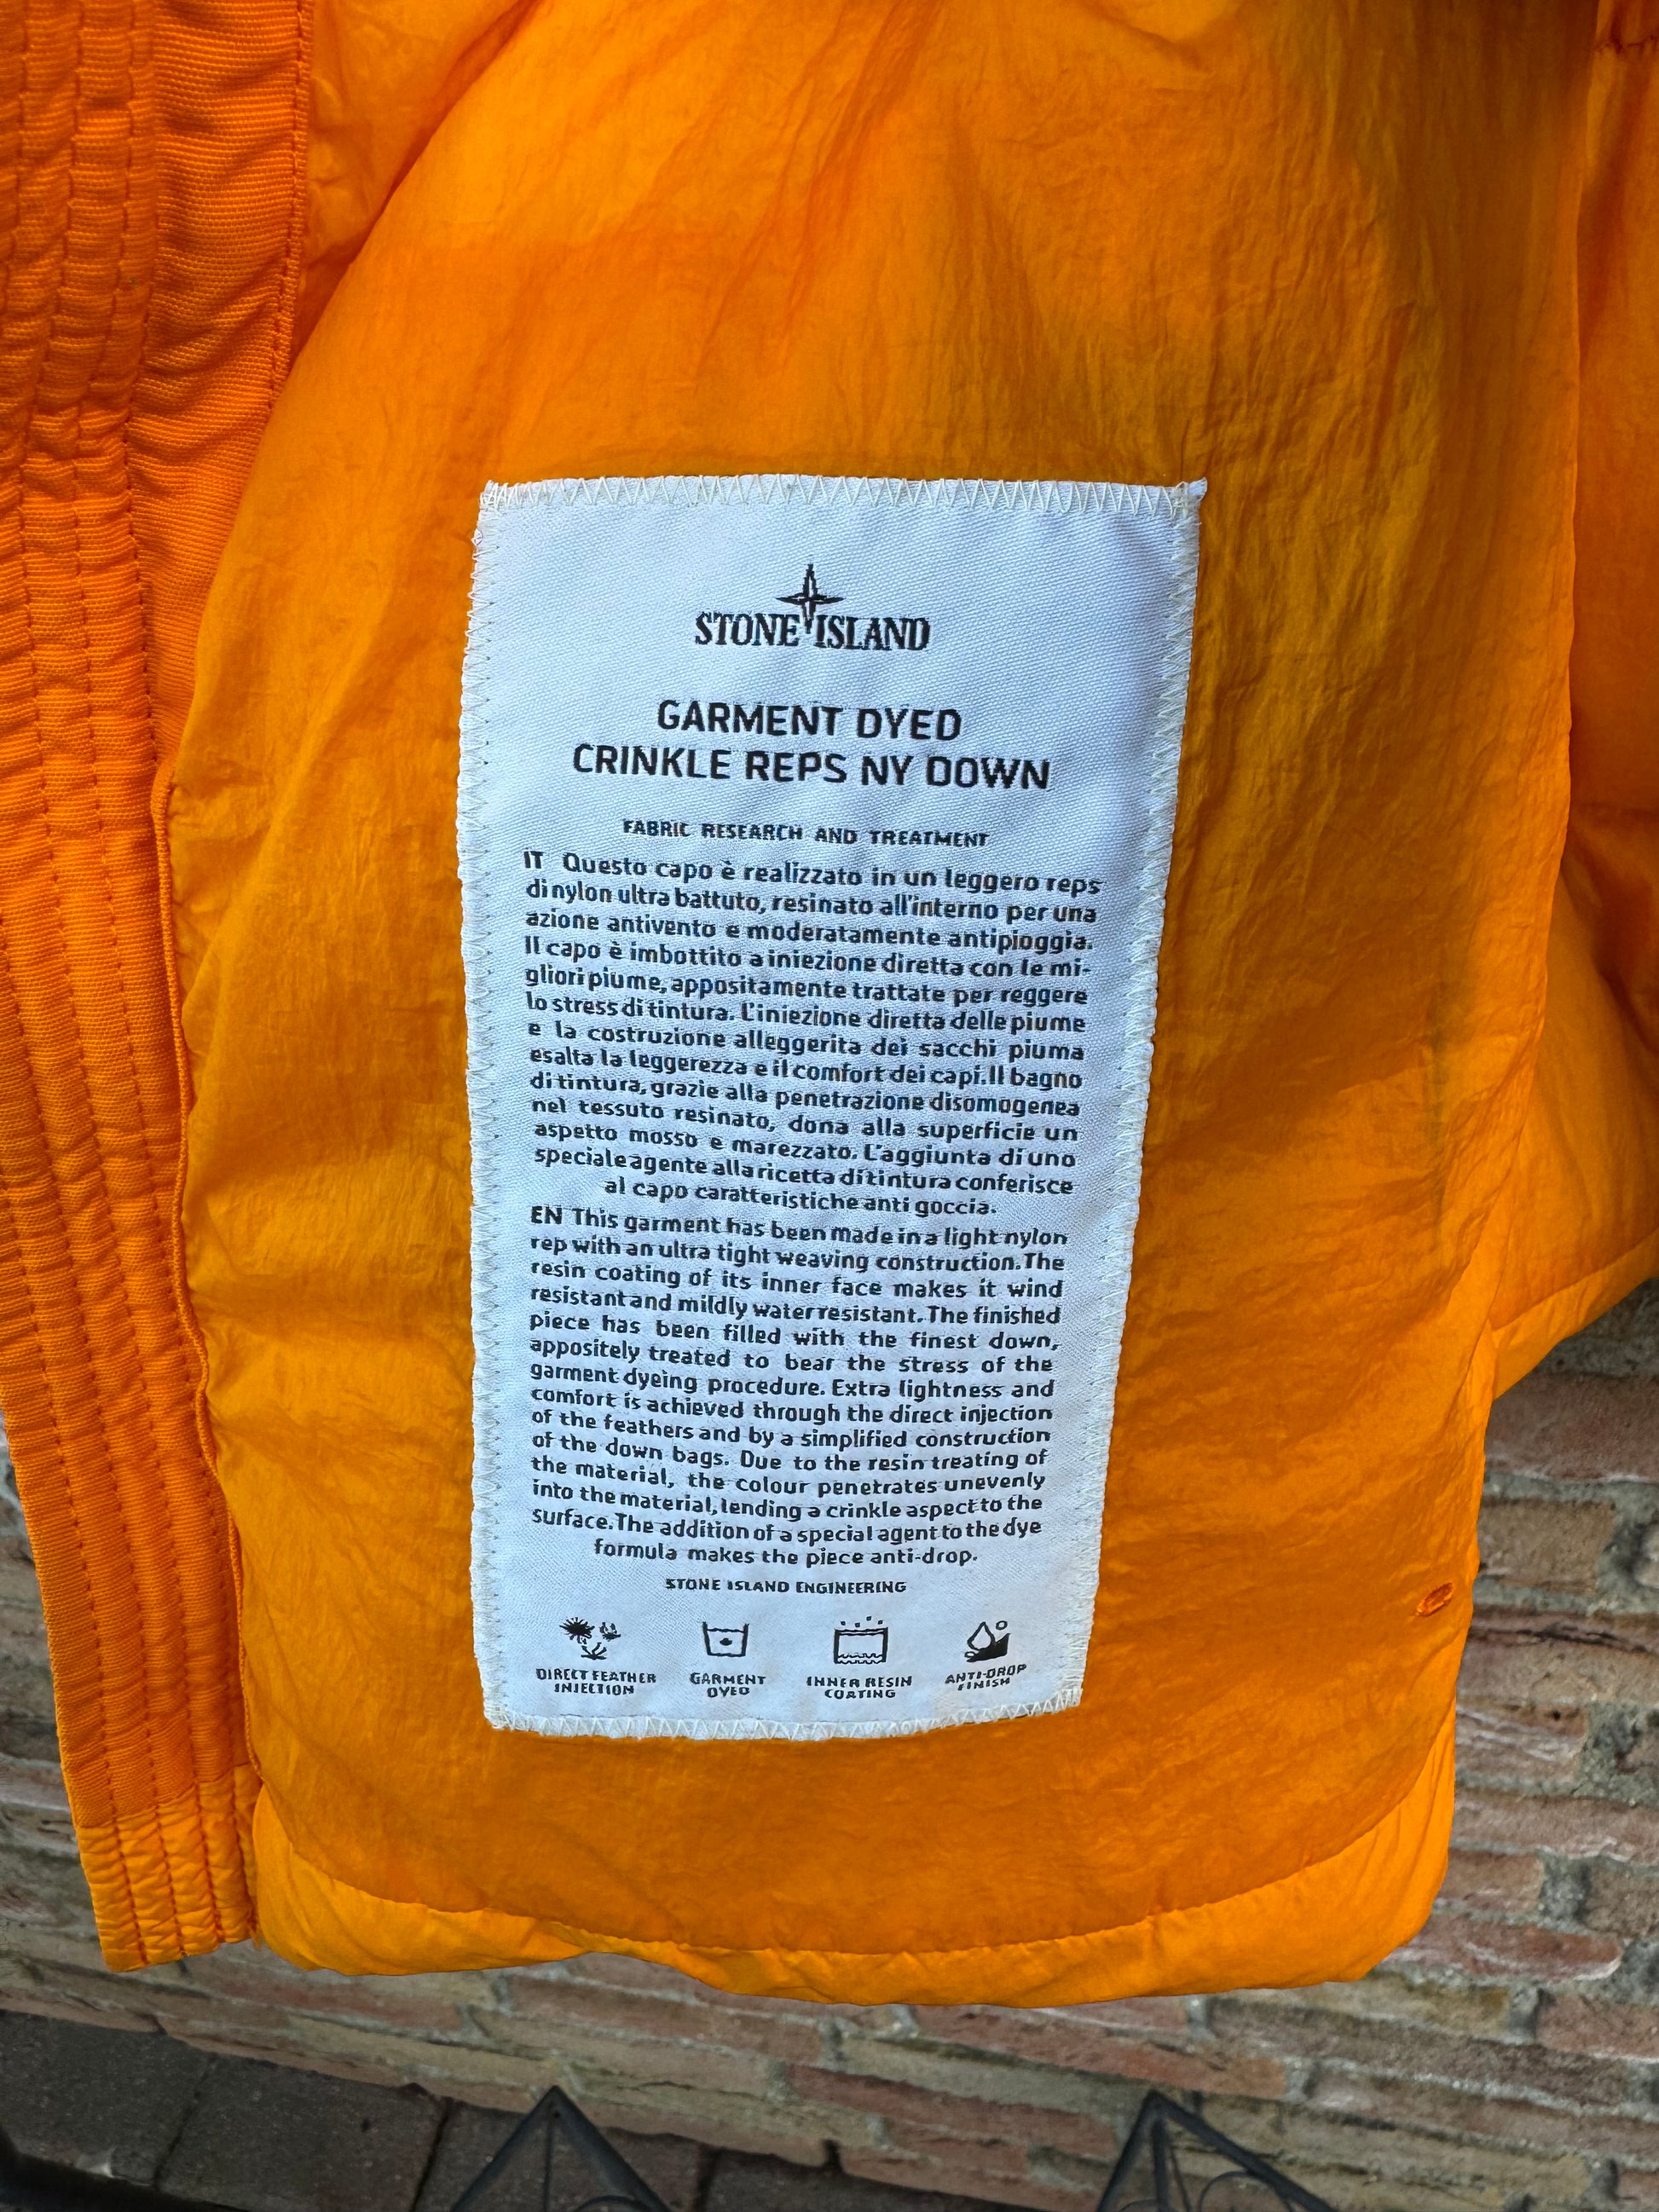 STONE ISLAND
GARMENT DYED
CRINKLE REPS NY DOWN
FABRIC RESEARCH AND TREATMENT
IT Questo capo è realizzato in un leggero reps
di nylon ultra battuto, resinato all'interno per una
azione antivento e moderatamente antipioggia.
Il capo è imbottito a iniezione diretta con le mi-
gliori piume, appositamente trattate per reggere
lo stress di tintura. L'iniezione diretta delle piume
e la costruzione alleggerita dei sacchi piuma
esalta la leggerezza e il comfort dei capi. Il bagno
di tintura, grazie alla penetrazione disomogenea
nel tessuto resinato, dona alla superficie un
aspetto mosso e marezzato. L'aggiunta di uno
speciale agente alla ricetta di tintura conferisce
al capo caratteristiche anti goccia.
EN This garment has been made in a light nylon
rep with an ultra tight weaving construction. The
resin coating of its inner face makes it wind
resistant and mildly water resistant. The finished
piece has been filled with the finest down,
appositely treated to bear the stress of the
garment dyeing procedure. Extra lightness and
comfort is achieved through the direct injection
of the feathers and by a simplified construction
of the down bags. Due to the resin treating of
the material, the colour penetrates unevenly
into the material, lending a crinkle aspect to the
surface. The addition of a special agent to the dye
formula makes the piece anti-drop.
STONE ISLAND ENGINEERING
DIRECT FEATHER
INJECTION
GARMENT
DYED
INNER RESIN
COATING
ANTI-DROP
FINISH